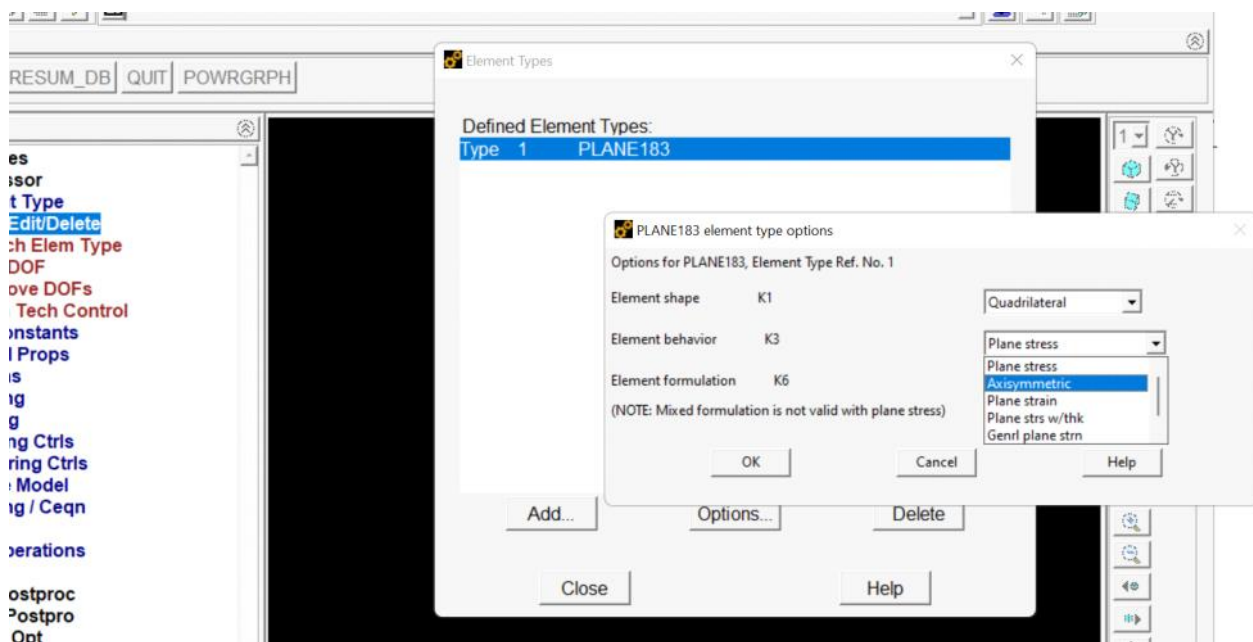 RESUM_DB QUIT POWRGRPH
es
ssor
t Type
Edit/Delete
ch Elem Type
DOF
ove DOFs
Tech Control
onstants
l Props
ns
ng
g
ng Ctrls
ring Ctrls
Model
ng / Ceqn
perations
ostproc
Postpro
Opt
Element Types
Defined Element Types:
Type 1 PLANE183
Add... Options... Delete
Close Help
PLANE183 element type options
Options for PLANE183, Element Type Ref. No. 1
Element shape K1 Quadrilateral
Element behavior K3 Plane stress
Plane stress
Axisymmetric
Plane strain
Plane strs w/thk
Genrl plane strn
Element formulation K6
(NOTE: Mixed formulation is not valid with plane stress)
OK Cancel Help
1